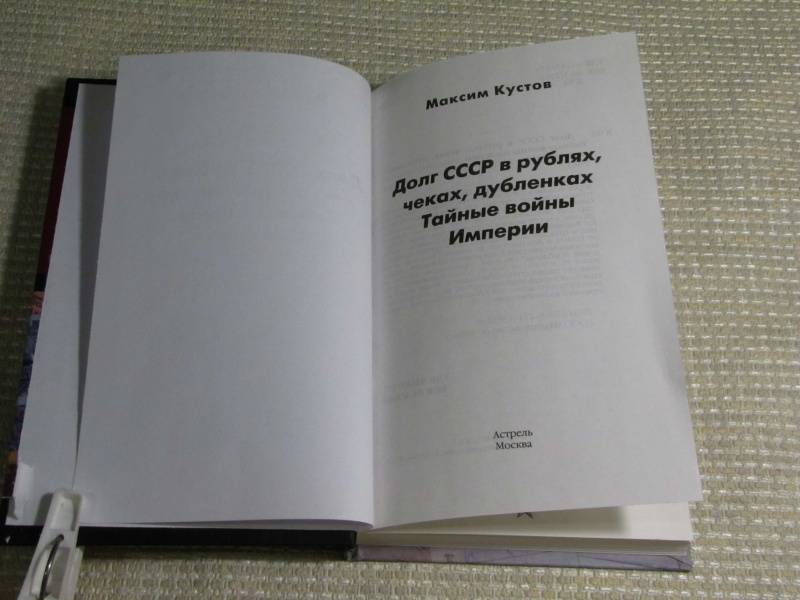 Максим Кустов
Долг СССР в рублях,
чеках, дубленках
Тайные войны
Империи
Астрель
Москва